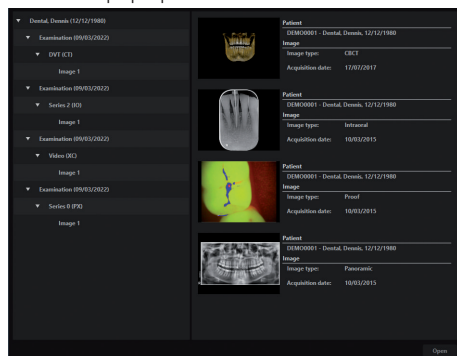 Dental, Dennis (12/12/1980)
Examination (09/03/2022)
DVT (CT)
Image 1
Examination (09/03/2022)
Series 2 (IO)
Image 1
Examination (09/03/2022)
Video (XC)
Image 1
Examination (09/03/2022)
Series 0 (PX)
Image 1
Patient
DEMO0001 - Dental, Dennis, 12/12/1980
Image
Image type: CBCT
Acquisition date: 17/07/2017
Patient
DEMO0001 - Dental, Dennis, 12/12/1980
Image
Image type: Intraoral
Acquisition date: 10/03/2015
Patient
DEMO0001 - Dental, Dennis, 12/12/1980
Image
Image type: Proof
Acquisition date: 10/03/2015
Patient
DEMO0001 - Dental, Dennis, 12/12/1980
Image
Image type: Panoramic
Acquisition date: 10/03/2015
Open